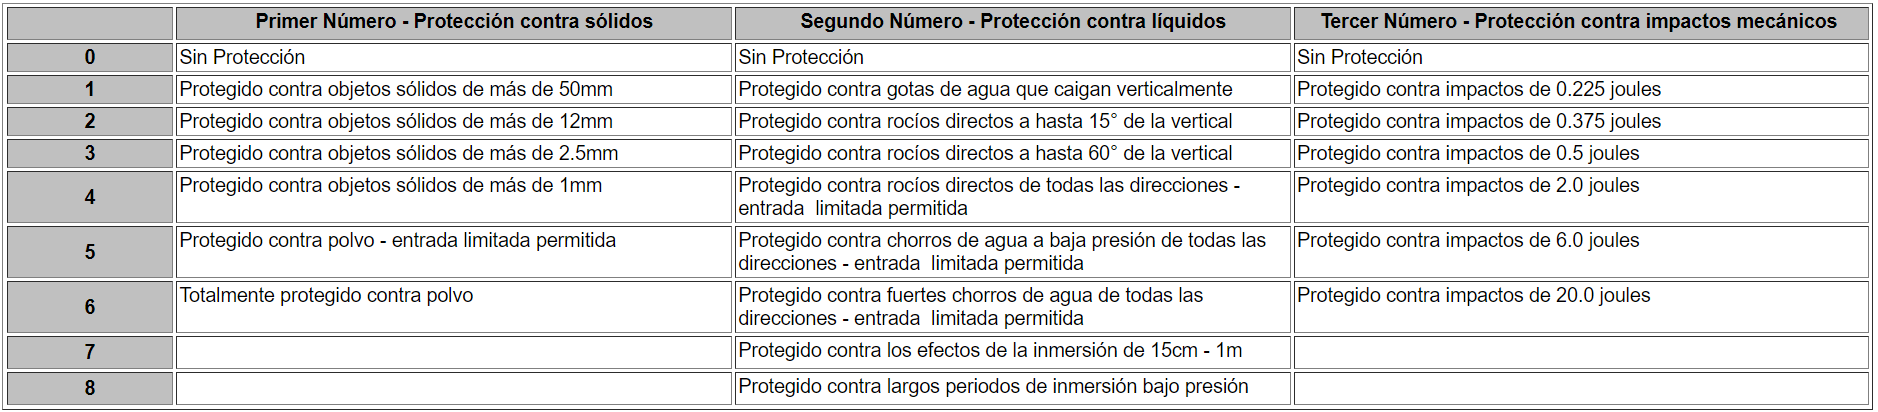 Primer Número - Protección contra sólidos Segundo Número - Protección contra líquidos Tercer Número - Protección contra impactos mecánicos
0 Sin Protección Sin Protección Sin Protección
1 Protegido contra objetos sólidos de más de 50mm Protegido contra gotas de agua que caigan verticalmente Protegido contra impactos de 0.225 joules
2 Protegido contra objetos sólidos de más de 12mm Protegido contra rocíos directos a hasta 15° de la vertical Protegido contra impactos de 0.375 joules
3 Protegido contra objetos sólidos de más de 2.5mm Protegido contra rocíos directos a hasta 60° de la vertical Protegido contra impactos de 0.5 joules
4 Protegido contra objetos sólidos de más de 1mm Protegido contra rocíos directos de todas las direcciones - Protegido contra impactos de 2.0 joules
entrada limitada permitida
5 Protegido contra polvo - entrada limitada permitida Protegido contra chorros de agua a baja presión de todas las Protegido contra impactos de 6.0 joules
direcciones - entrada limitada permitida
6 Totalmente protegido contra polvo Protegido contra fuertes chorros de agua de todas las Protegido contra impactos de 20.0 joules
direcciones - entrada limitada permitida
7 Protegido contra los efectos de la inmersión de 15cm - 1m
8 Protegido contra largos periodos de inmersión bajo presión